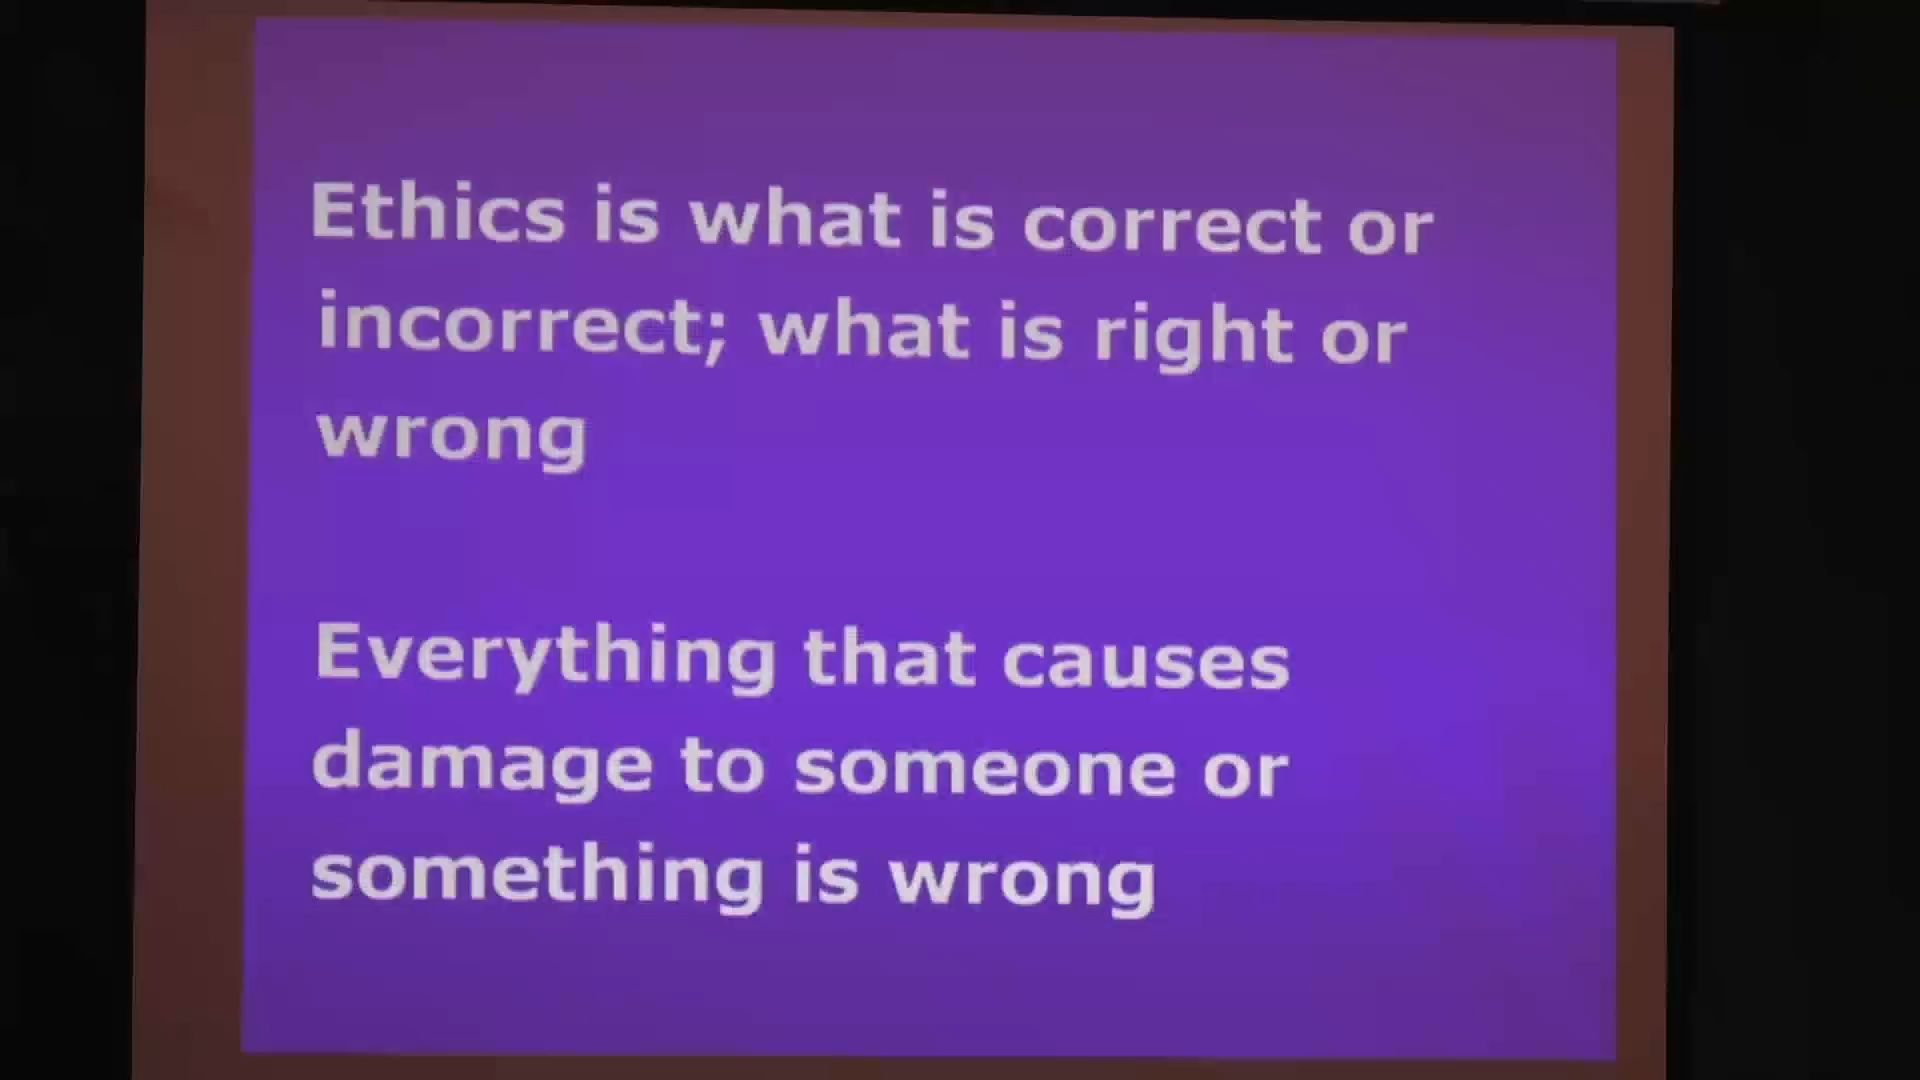 Ethics is what is correct or
incorrect; what is right or
wrong
Everything that causes
damage to someone or
something is wrong